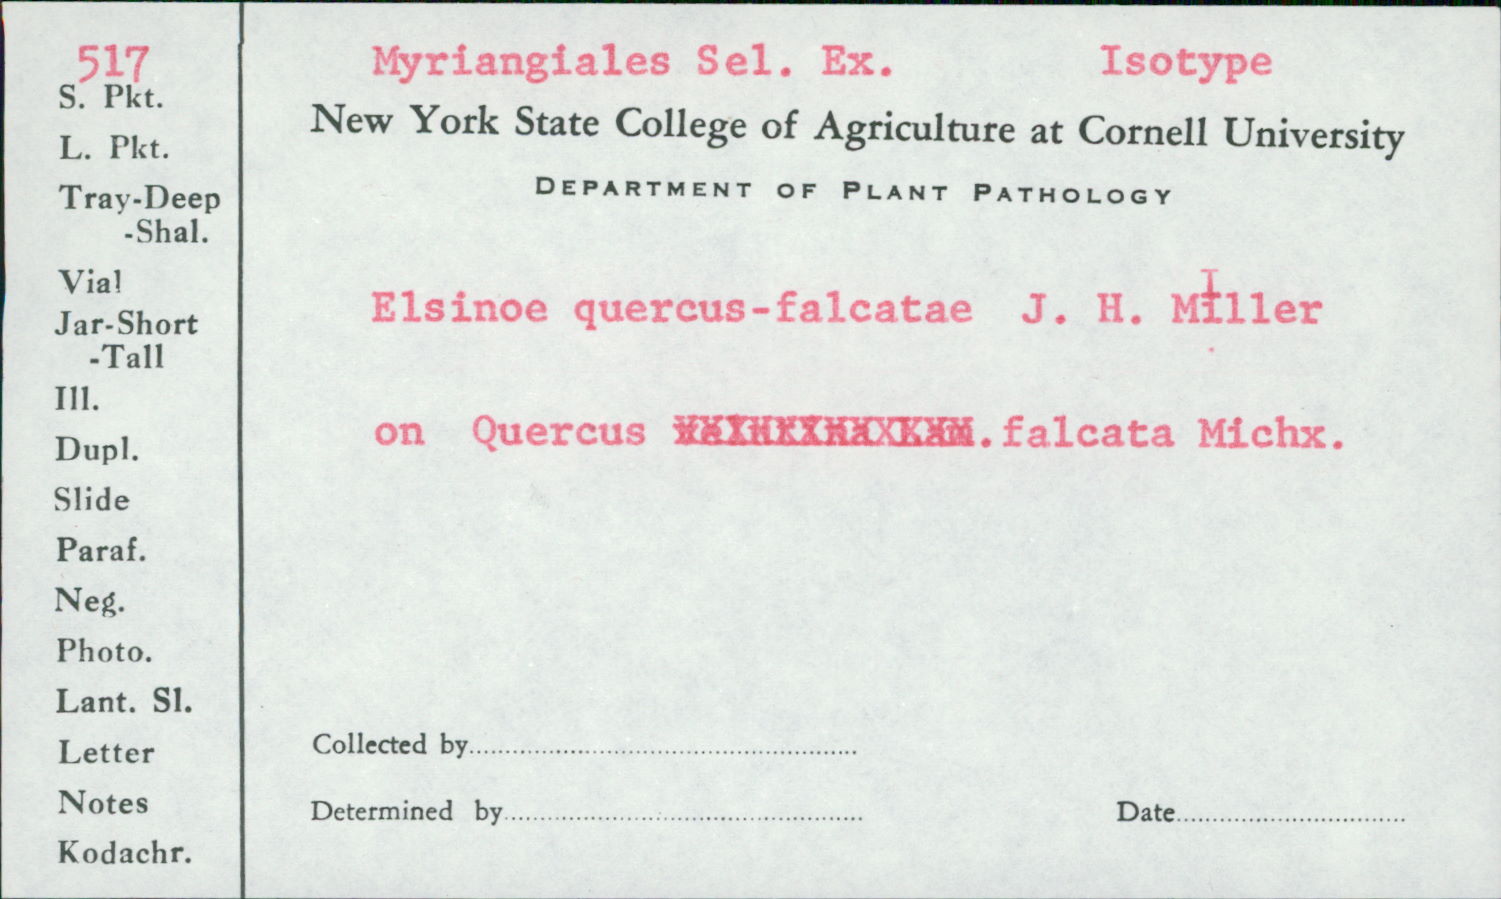 517
S. Pkt.
L. Pkt.
Tray-Deep
-Shal.
Vial
Jar-Short
-Tall
Ill.
Dupl.
Slide
Paraf.
Neg.
Photo.
Lant. Sl.
Letter
Notes
Kodachr.
Myriangiales Sel. Ex. Isotype
New York State College of Agriculture at Cornell University
DEPARTMENT OF PLANT PATHOLOGY
Elsinoe quercus-falcatae J. H. Miller
on Quercus falcata Michx.
Collected by
Determined by
Date